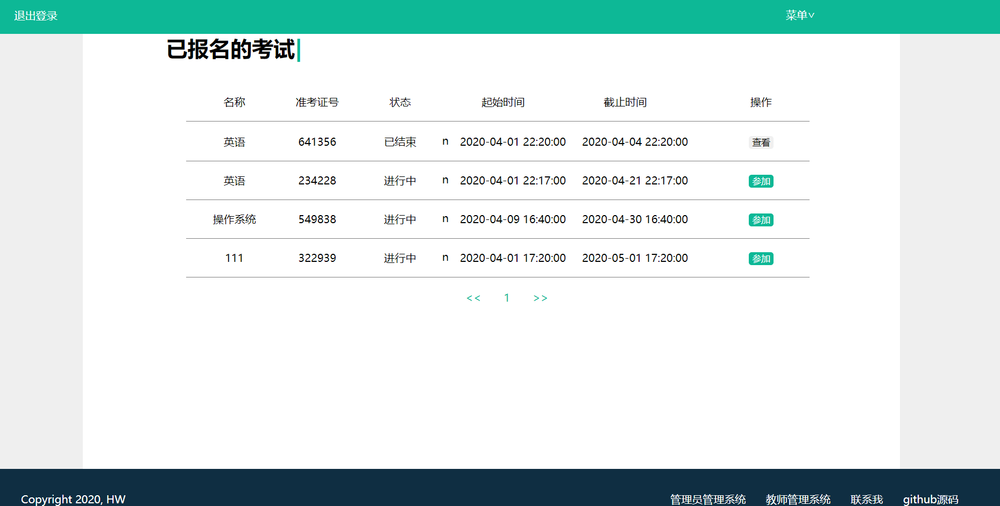 退出登录 菜单∨
已报名的考试
名称 准考证号 状态 起始时间 截止时间 操作
英语 641356 已结束 n 2020-04-01 22:20:00 2020-04-04 22:20:00 查看
英语 234228 进行中 n 2020-04-01 22:17:00 2020-04-21 22:17:00 参加
操作系统 549838 进行中 n 2020-04-09 16:40:00 2020-04-30 16:40:00 参加
111 322939 进行中 n 2020-04-01 17:20:00 2020-05-01 17:20:00 参加
<< 1 >>
Copyright 2020, HW 管理员管理系统 教师管理系统 联系我 github源码